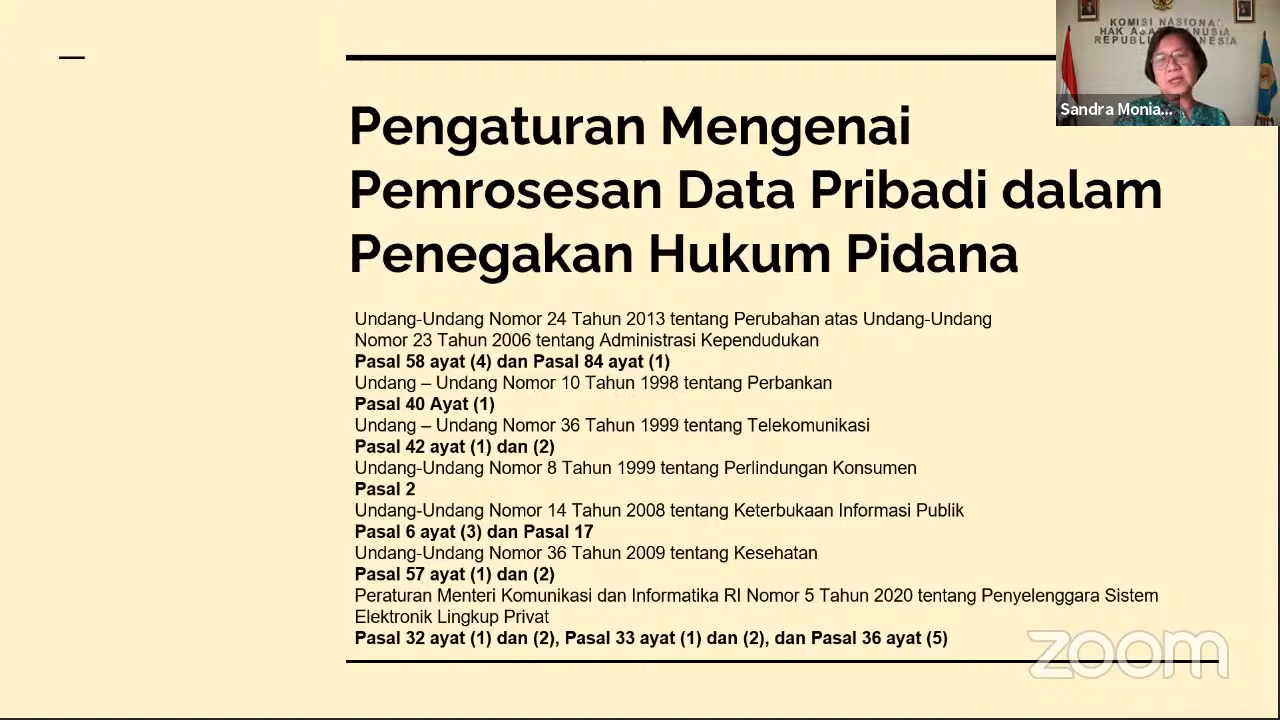 KOMISI NASIONAL
HAK ASASI MANUSIA
REPUBLIK INDONESIA
Sandra Monia...
Pengaturan Mengenai
Pemrosesan Data Pribadi dalam
Penegakan Hukum Pidana
Undang-Undang Nomor 24 Tahun 2013 tentang Perubahan atas Undang-Undang
Nomor 23 Tahun 2006 tentang Administrasi Kependudukan
Pasal 58 ayat (4) dan Pasal 84 ayat (1)
Undang – Undang Nomor 10 Tahun 1998 tentang Perbankan
Pasal 40 Ayat (1)
Undang – Undang Nomor 36 Tahun 1999 tentang Telekomunikasi
Pasal 42 ayat (1) dan (2)
Undang-Undang Nomor 8 Tahun 1999 tentang Perlindungan Konsumen
Pasal 2
Undang-Undang Nomor 14 Tahun 2008 tentang Keterbukaan Informasi Publik
Pasal 6 ayat (3) dan Pasal 17
Undang-Undang Nomor 36 Tahun 2009 tentang Kesehatan
Pasal 57 ayat (1) dan (2)
Peraturan Menteri Komunikasi dan Informatika RI Nomor 5 Tahun 2020 tentang Penyelenggara Sistem
Elektronik Lingkup Privat
Pasal 32 ayat (1) dan (2), Pasal 33 ayat (1) dan (2), dan Pasal 36 ayat (5)
zoom